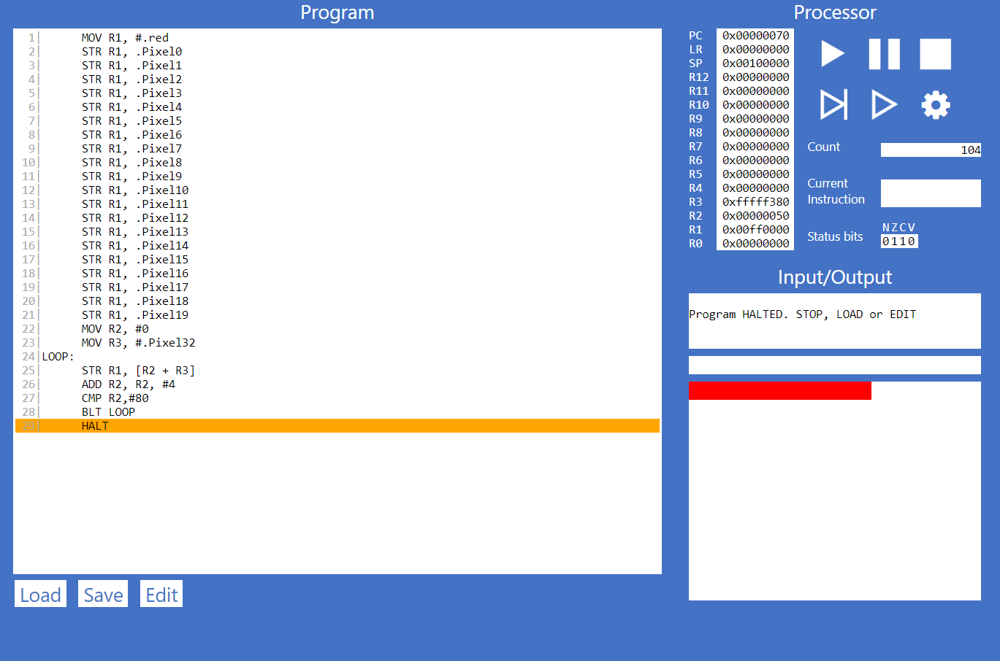 Program
1| MOV R1, #.red
2| STR R1, .Pixel0
3| STR R1, .Pixel1
4| STR R1, .Pixel2
5| STR R1, .Pixel3
6| STR R1, .Pixel4
7| STR R1, .Pixel5
8| STR R1, .Pixel6
9| STR R1, .Pixel7
10| STR R1, .Pixel8
11| STR R1, .Pixel9
12| STR R1, .Pixel10
13| STR R1, .Pixel11
14| STR R1, .Pixel12
15| STR R1, .Pixel13
16| STR R1, .Pixel14
17| STR R1, .Pixel15
18| STR R1, .Pixel16
19| STR R1, .Pixel17
20| STR R1, .Pixel18
21| STR R1, .Pixel19
22| MOV R2, #0
23| MOV R3, #.Pixel32
24|LOOP:
25| STR R1, [R2 + R3]
26| ADD R2, R2, #4
27| CMP R2,#80
28| BLT LOOP
29| HALT
Load Save Edit
Processor
PC 0x00000070
LR 0x00000000
SP 0x00100000
R12 0x00000000
R11 0x00000000
R10 0x00000000
R9 0x00000000
R8 0x00000000
R7 0x00000000
R6 0x00000000
R5 0x00000000
R4 0x00000000
R3 0xfffff380
R2 0x00000050
R1 0x00ff0000
R0 0x00000000
Count 104
Current
Instruction
NZCV
Status bits 0110
Input/Output
Program HALTED. STOP, LOAD or EDIT